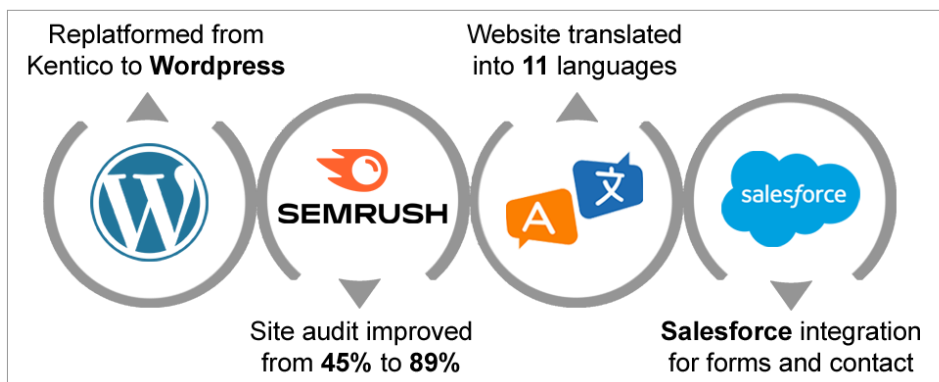 Replatformed from
Kentico to Wordpress
W
SEMRUSH
Site audit improved
from 45% to 89%
Website translated
into 11 languages
A
文
salesforce
Salesforce integration
for forms and contact